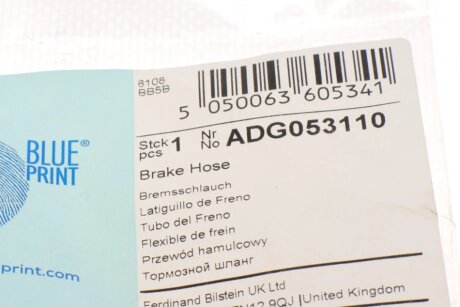 BLUE®
PRINT
print.com
8108
BB5B
5 050063 605341
Stck
pcs 1 Nr
No ADG053110
Brake Hose
Bremsschlauch
Latiguillo de Freno
Tubo del Freno
Flexible de frein
Przewód hamulcowy
Тормозной шланг
Ferdinand Bilstein UK Ltd
9QJ |United Kingdom